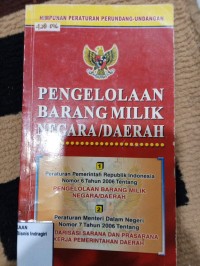 HIMPUNAN PERATURAN PERUNDANG-UNDANGAN
PENGELOLAAN
BARANG MILIK
NEGARA/DAERAH
1
Peraturan Pemerintah Republik Indonesia
Nomor 6 Tahun 2006 Tentang
PENGELOLAAN BARANG MILIK
NEGARA/DAERAH
2
Peraturan Menteri Dalam Negeri
Nomor 7 Tahun 2006 Tentang
SARANA DAN PRASARANA
KERJA PEMERINTAHAN DAERAH